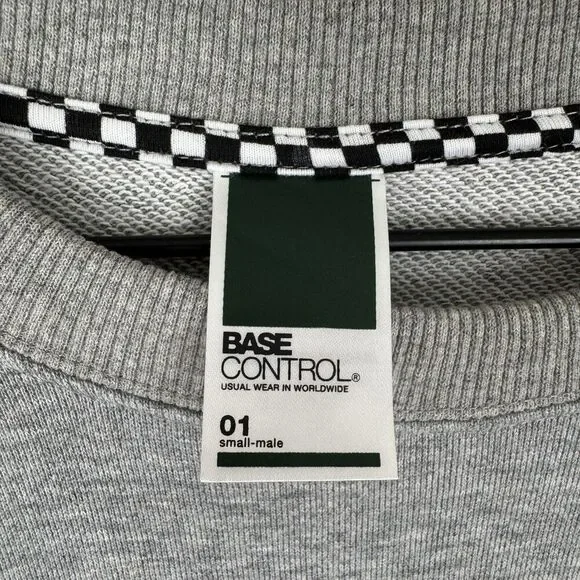 BASE
CONTROL®
USUAL WEAR IN WORLDWIDE
01
small-male